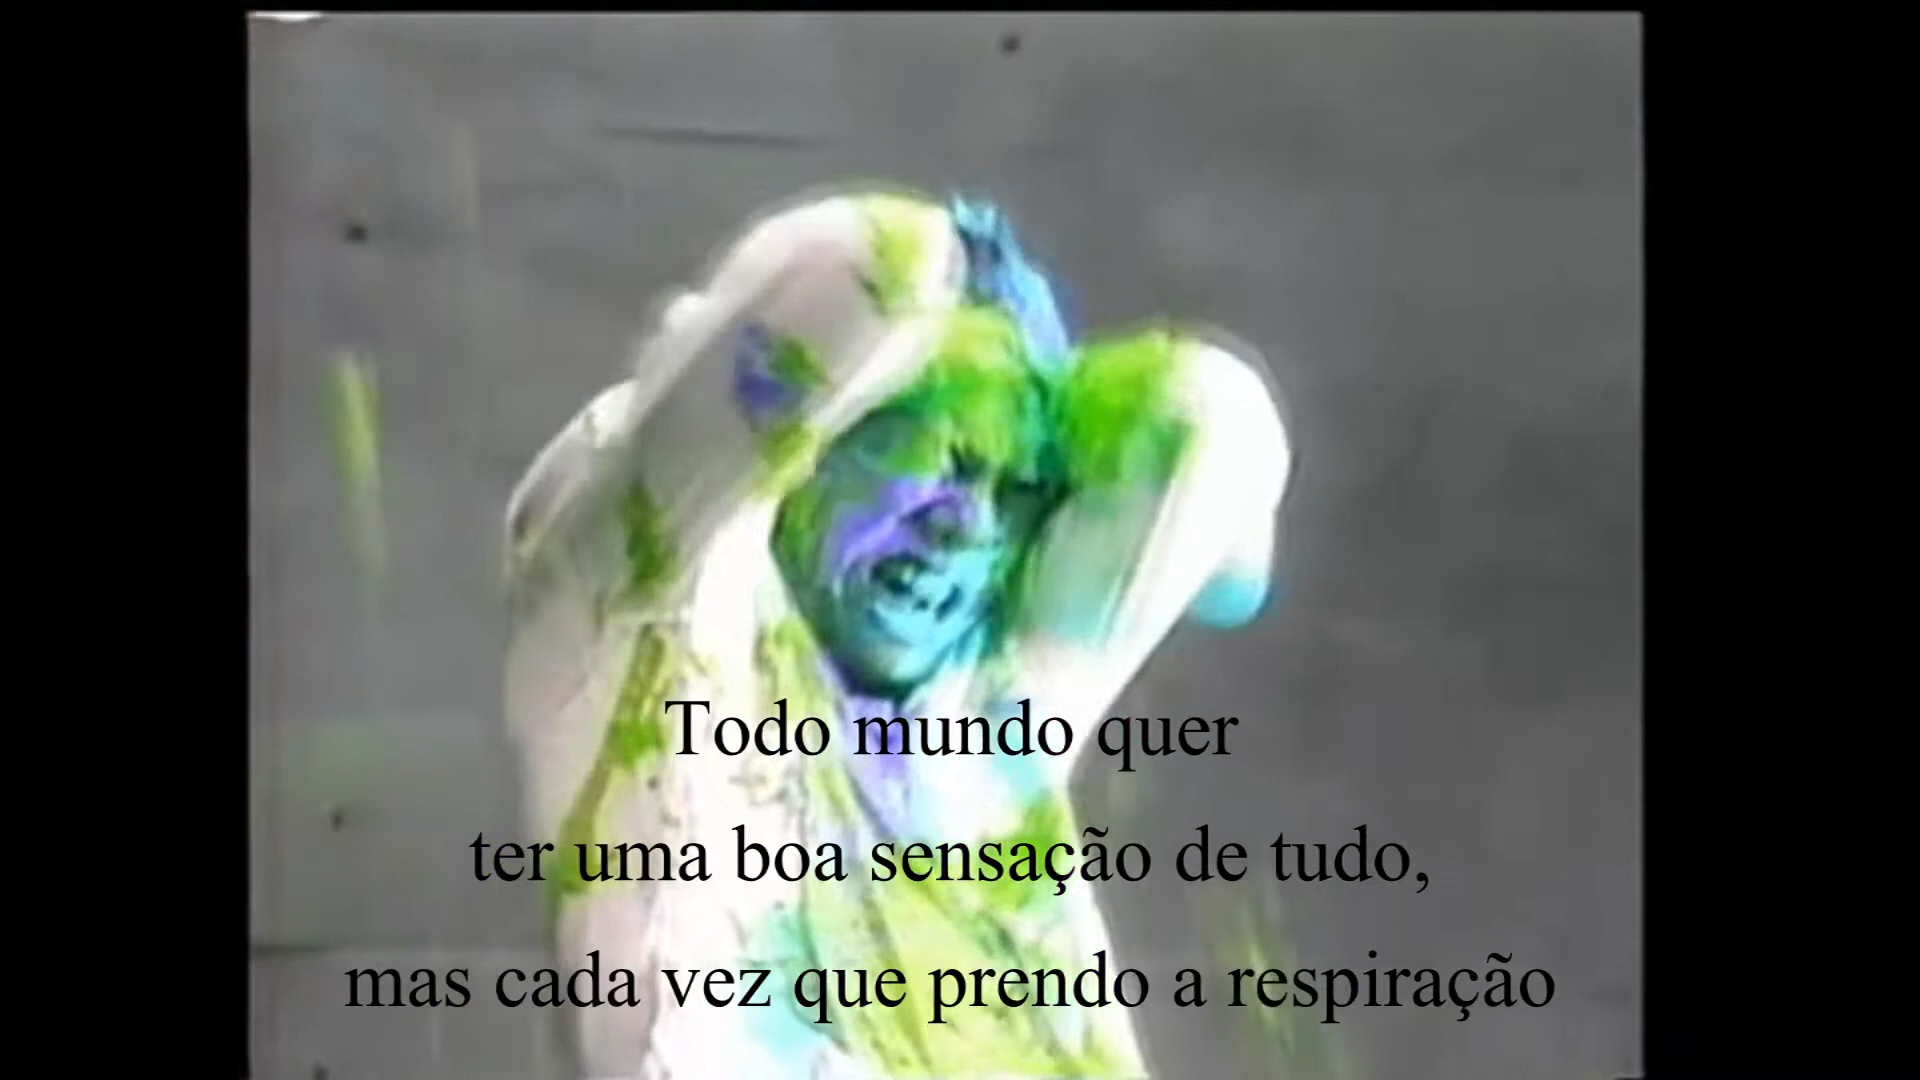 Todo mundo quer
ter uma boa sensação de tudo,
mas cada vez que prendo a respiração